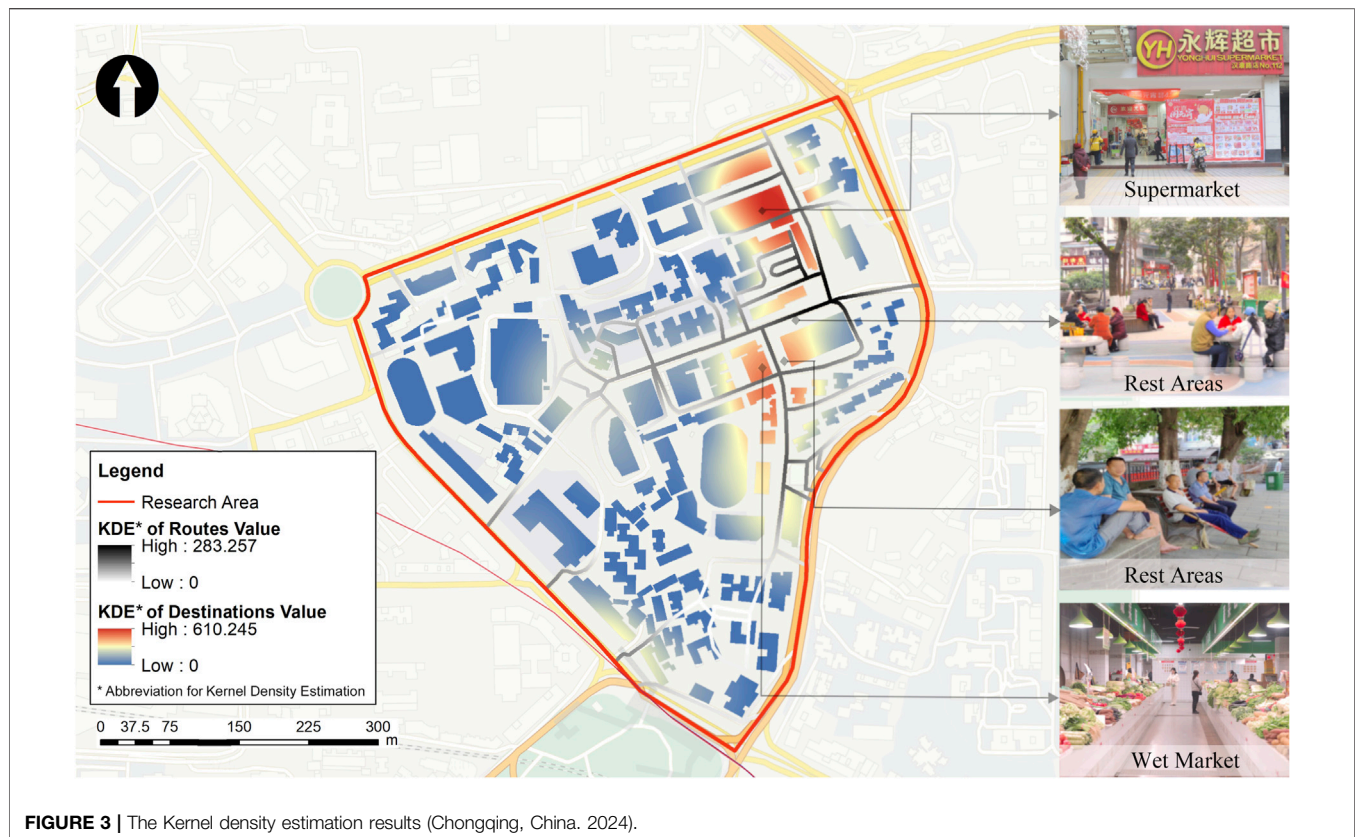 YH 永辉超市
YONGHUI SUPERMARKET
Supermarket
Rest Areas
Rest Areas
Wet Market
Legend
Research Area
KDE* of Routes Value
High : 283.257
Low : 0
KDE* of Destinations Value
High : 610.245
Low : 0
* Abbreviation for Kernel Density Estimation
0 37.5 75 150 225 300
m
FIGURE 3 | The Kernel density estimation results (Chongqing, China. 2024).